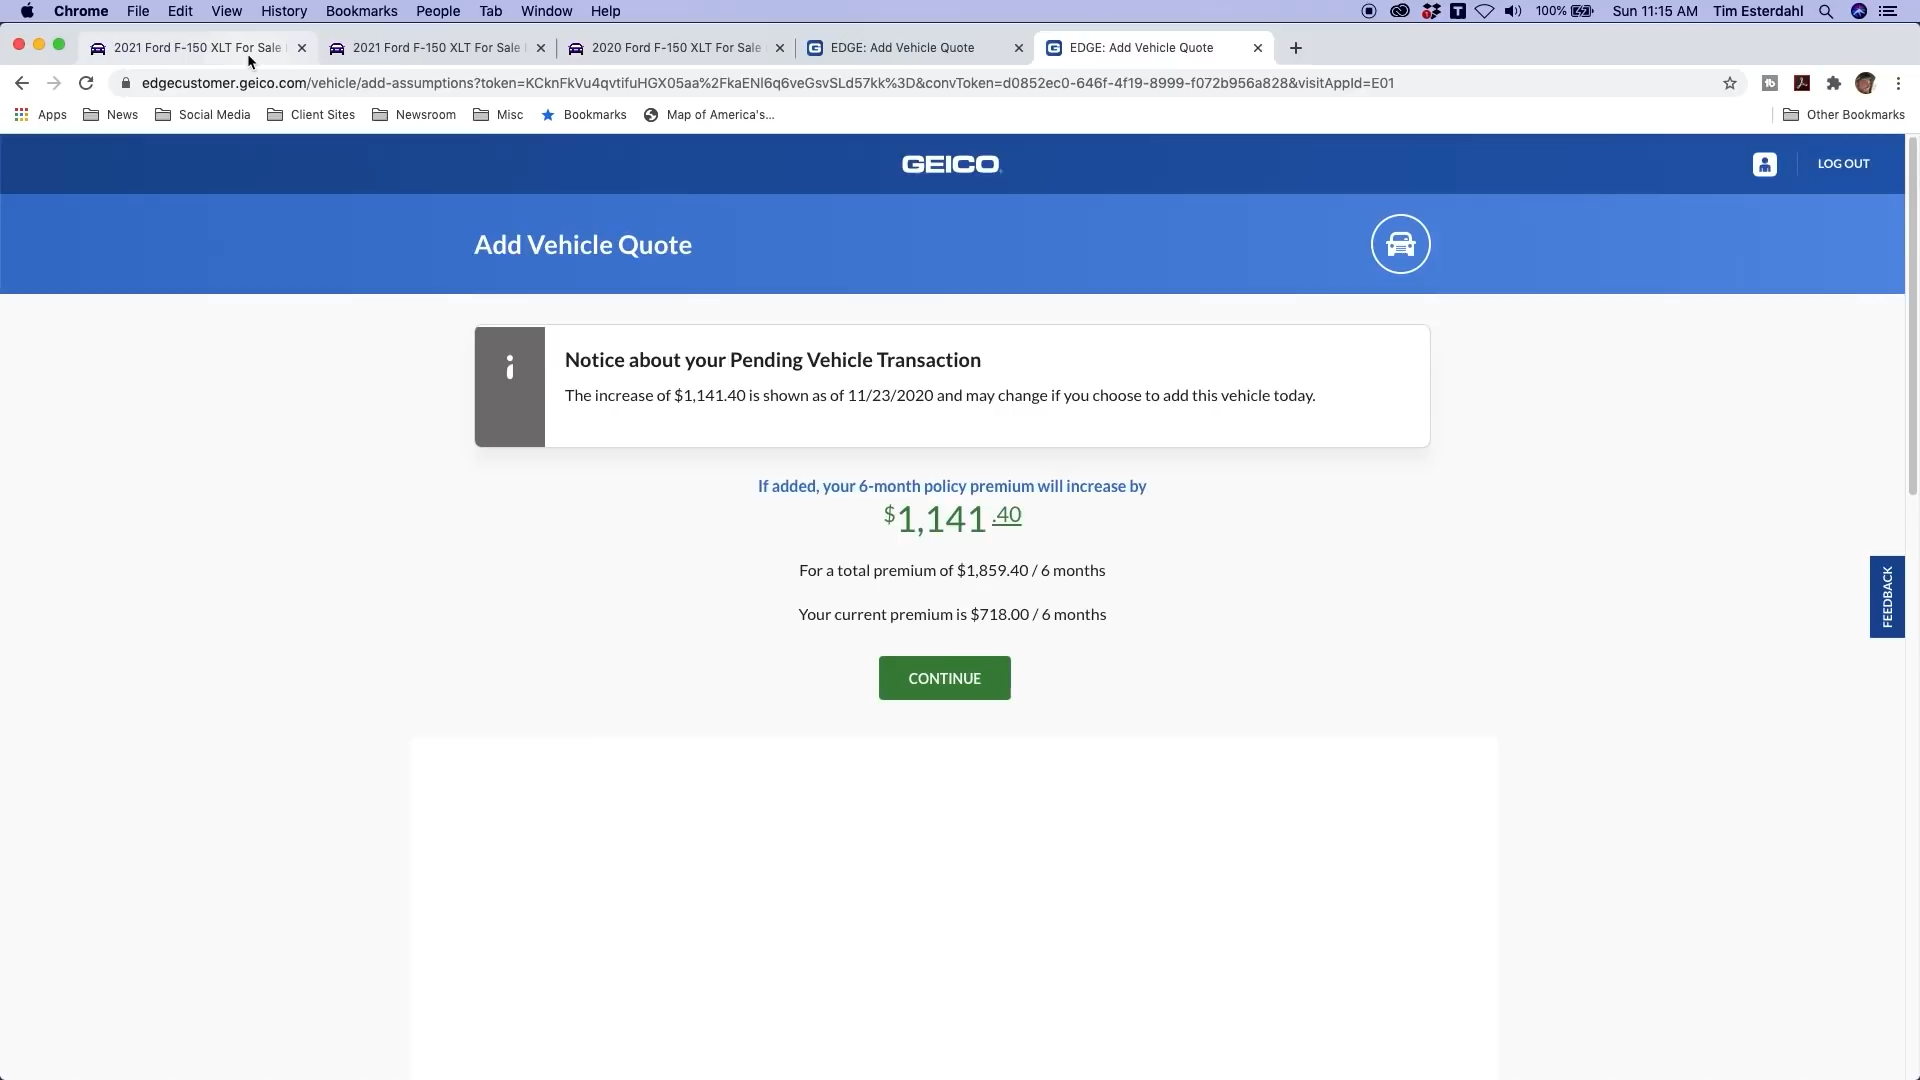 Chrome File Edit View History Bookmarks People Tab Window Help 100% Sun 11:15 AM Tim Esterdahl
2021 Ford F-150 XLT For Sale 2021 Ford F-150 XLT For Sale 2020 Ford F-150 XLT For Sale EDGE: Add Vehicle Quote EDGE: Add Vehicle Quote
edgecustomer.geico.com/vehicle/add-assumptions?token=KCknFkVu4qvtifuHGX05aa%2FkaENl6q6veGsvSLd57kk%3D&convToken=d0852ec0-646f-4f19-8999-f072b956a828&visitAppId=E01
Apps News Social Media Client Sites Newsroom Misc Bookmarks Map of America's... Other Bookmarks
GEICO LOG OUT
Add Vehicle Quote
Notice about your Pending Vehicle Transaction
The increase of $1,141.40 is shown as of 11/23/2020 and may change if you choose to add this vehicle today.
If added, your 6-month policy premium will increase by
$1,141.40
For a total premium of $1,859.40 / 6 months
Your current premium is $718.00 / 6 months
CONTINUE
FEEDBACK